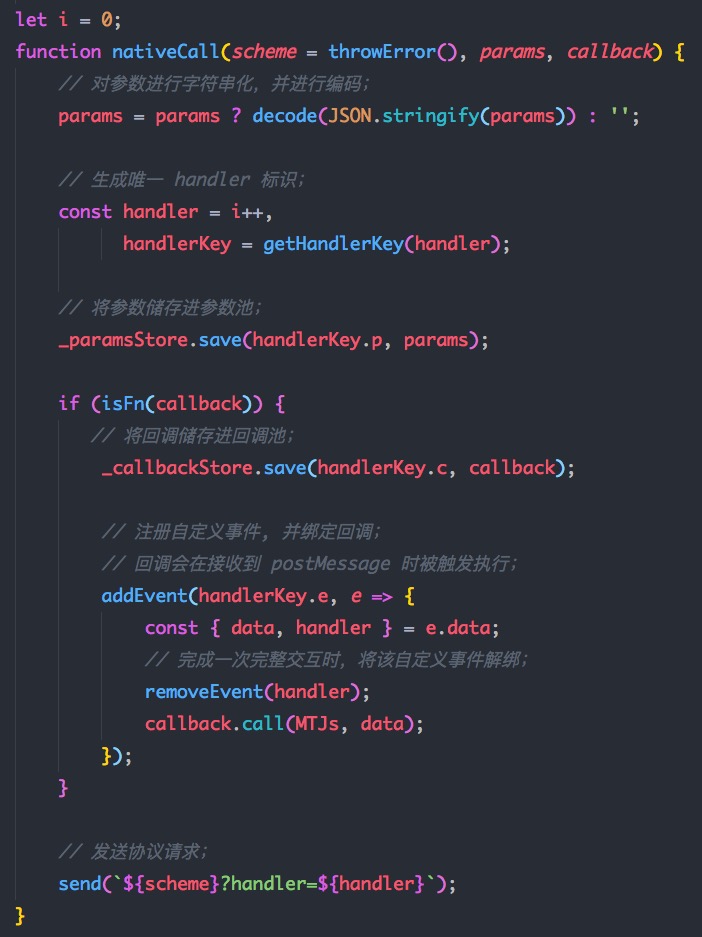 let i = 0;
function nativeCall(scheme = throwError(), params, callback) {
// 对参数进行字符串化，并进行编码；
params = params ? decode(JSON.stringify(params)) : '';
// 生成唯一 handler 标识；
const handler = i++,
handlerKey = getHandlerKey(handler);
// 将参数储存进参数池；
_paramsStore.save(handlerKey.p, params);
if (isFn(callback)) {
// 将回调储存进回调池；
_callbackStore.save(handlerKey.c, callback);
// 注册自定义事件, 并绑定回调；
// 回调会在接收到 postMessage 时被触发执行；
addEvent(handlerKey.e, e => {
const { data, handler } = e.data;
// 完成一次完整交互时，将该自定义事件解绑；
removeEvent(handler);
callback.call(MTJs, data);
});
}
// 发送协议请求；
send(`${scheme}?handler=${handler}`);
}